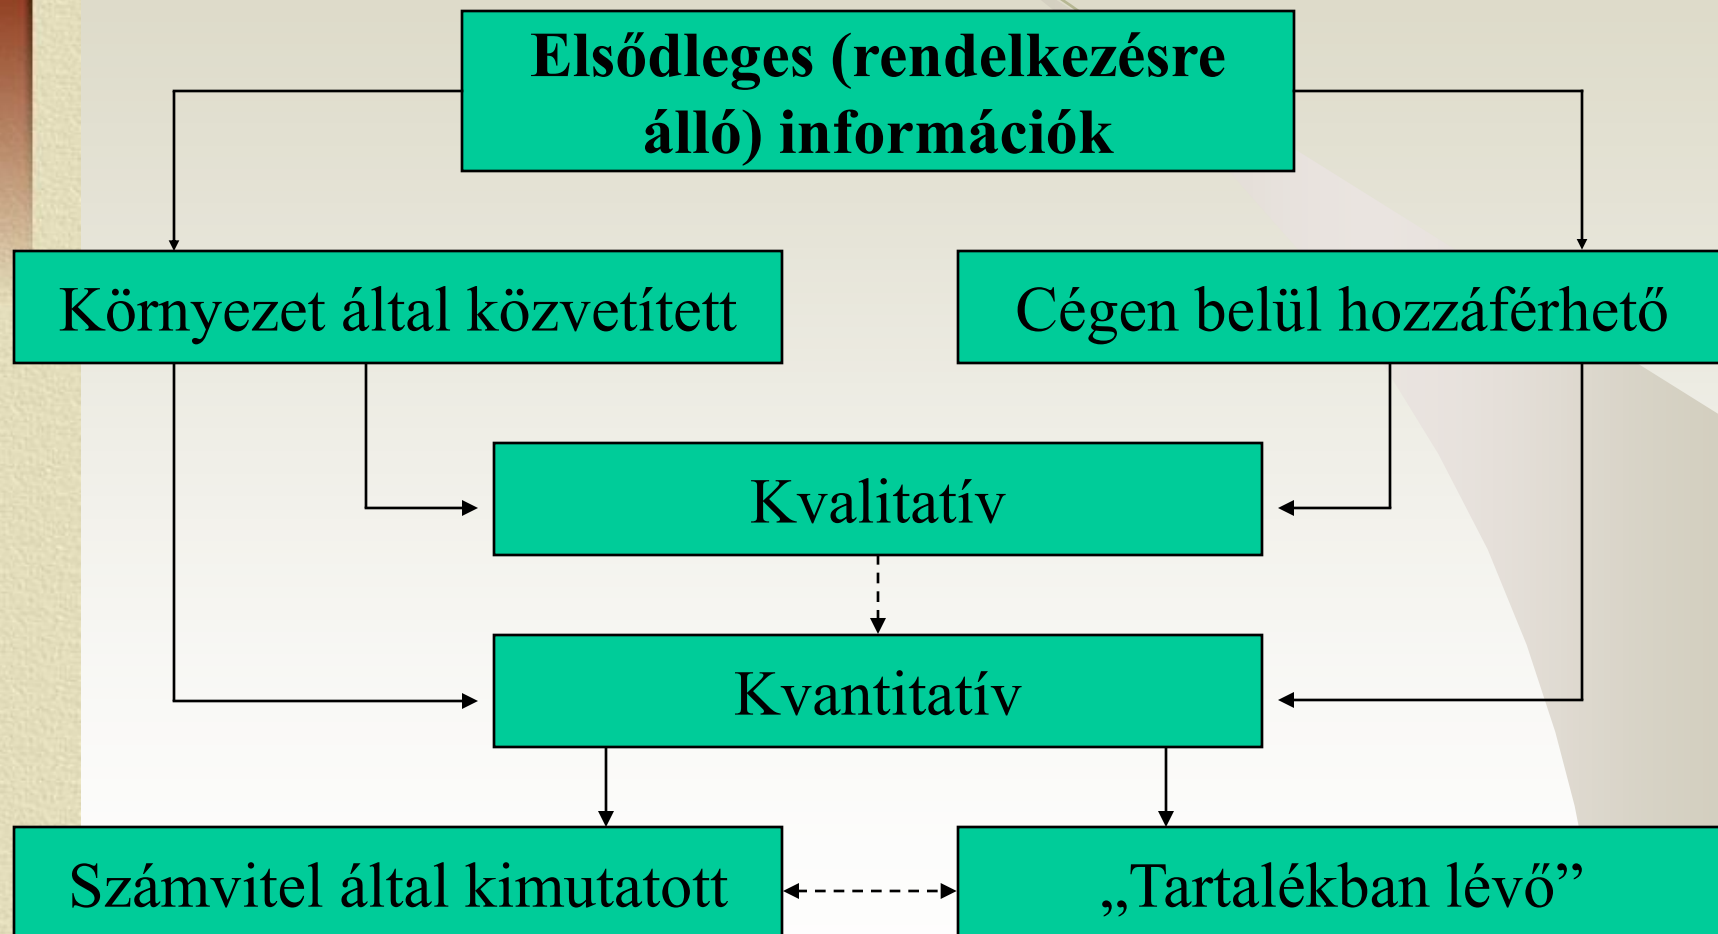 Elsődleges (rendelkezésre
álló) információk
Környezet által közvetített
Cégen belül hozzáférhető
Kvalitatív
Kvantitatív
Számvitel által kimutatott
„Tartalékban lévő”